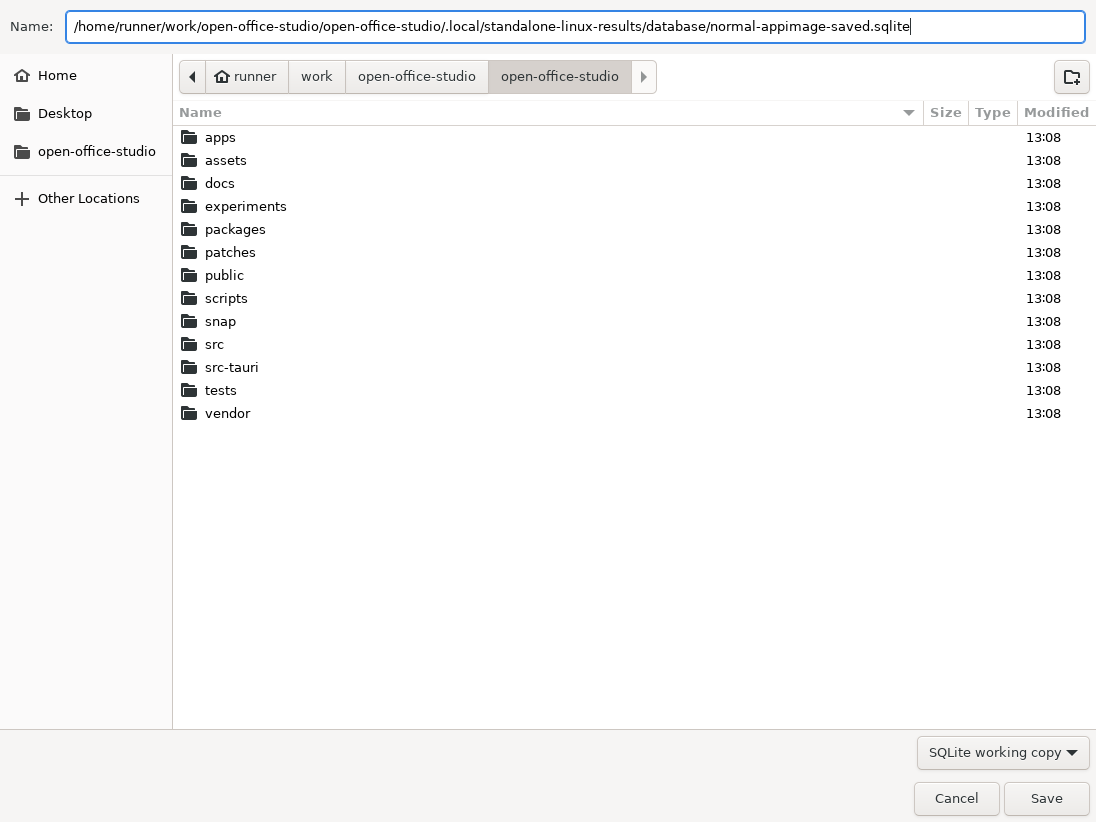 Name: /home/runner/work/open-office-studio/open-office-studio/.local/standalone-linux-results/database/normal-appimage-saved.sqlite
Home
Desktop
open-office-studio
Other Locations
runner work open-office-studio open-office-studio
Name Size Type Modified
apps 13:08
assets 13:08
docs 13:08
experiments 13:08
packages 13:08
patches 13:08
public 13:08
scripts 13:08
snap 13:08
src 13:08
src-tauri 13:08
tests 13:08
vendor 13:08
SQLite working copy
Cancel Save